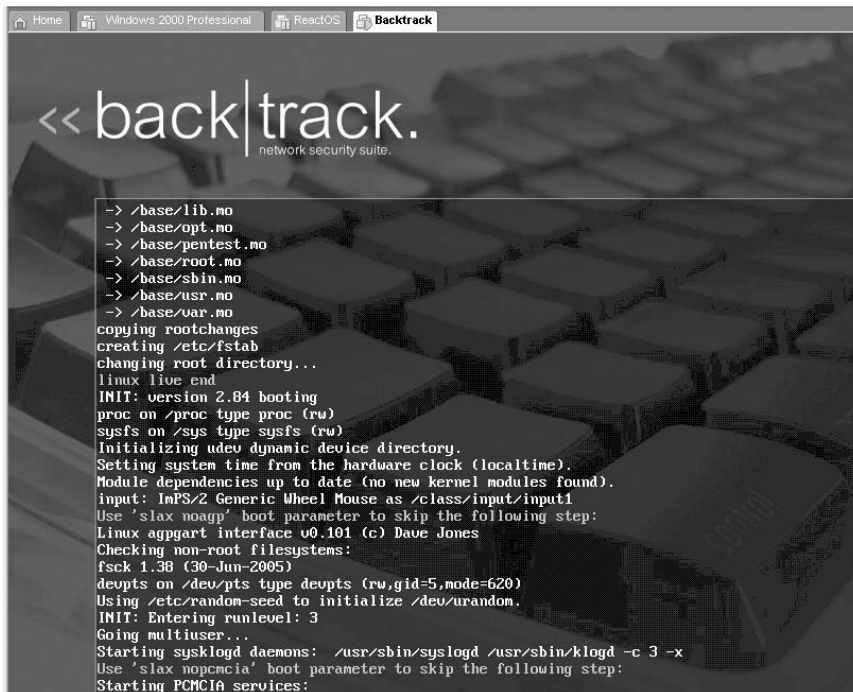 Home Windows 2000 Professional ReactOS Backtrack
<< back|track.
network security suite.
-> /base/lib.mo
-> /base/opt.mo
-> /base/pentest.mo
-> /base/root.mo
-> /base/sbin.mo
-> /base/usr.mo
-> /base/var.mo
copying rootchanges
creating /etc/fstab
changing root directory...
linux live end
INIT: version 2.84 booting
proc on /proc type proc (rw)
sysfs on /sys type sysfs (rw)
Initializing udev dynamic device directory.
Setting system time from the hardware clock (localtime).
Module dependencies up to date (no new kernel modules found).
input: ImPS/2 Generic Wheel Mouse as /class/input/input1
Use 'slax noagp' boot parameter to skip the following step:
Linux agpgart interface v0.101 (c) Dave Jones
Checking non-root filesystems:
fsck 1.38 (30-Jun-2005)
devpts on /dev/pts type devpts (rw,gid=5,mode=620)
Using /etc/random-seed to initialize /dev/urandom.
INIT: Entering runlevel: 3
Going multiuser...
Starting sysklogd daemons:  /usr/sbin/syslogd /usr/sbin/klogd -c 3 -x
Use 'slax nopcmcia' boot parameter to skip the following step:
Starting PCMCIA services:
control